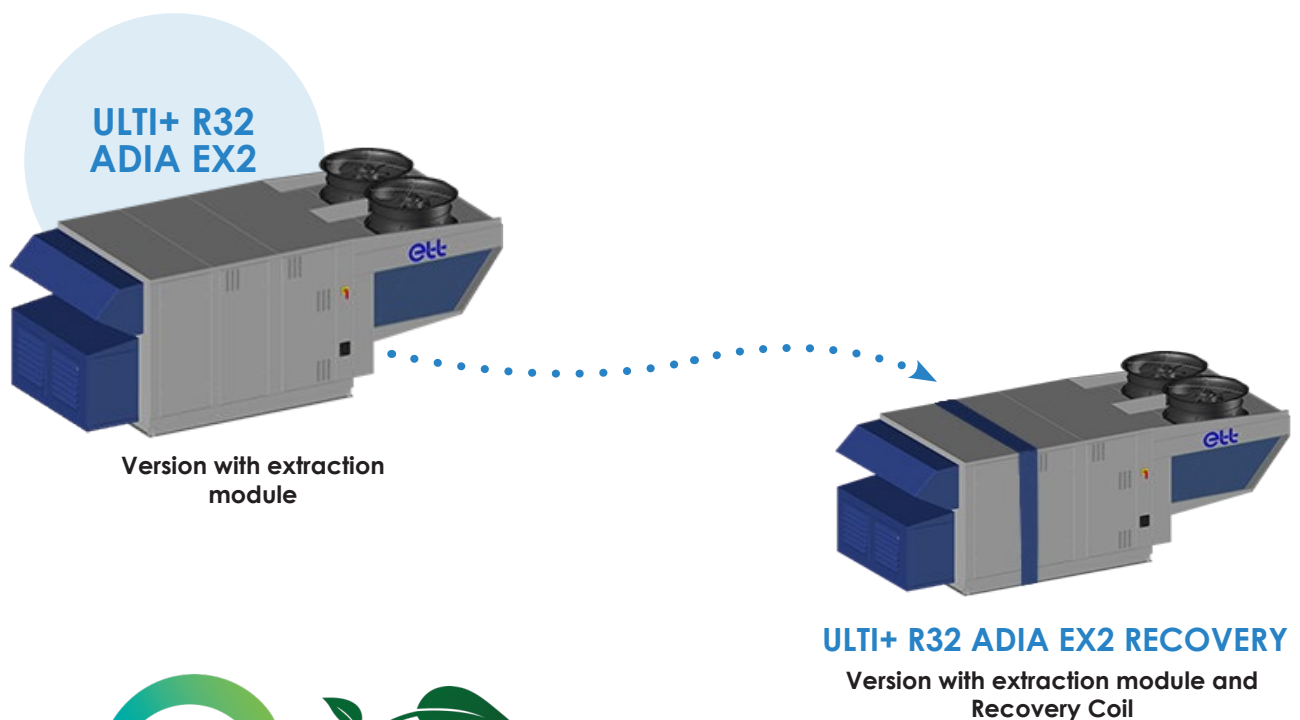 ULTI+ R32
ADIA EX2
ett
Version with extraction
module
ett
ULTI+ R32 ADIA EX2 RECOVERY
Version with extraction module and
Recovery Coil